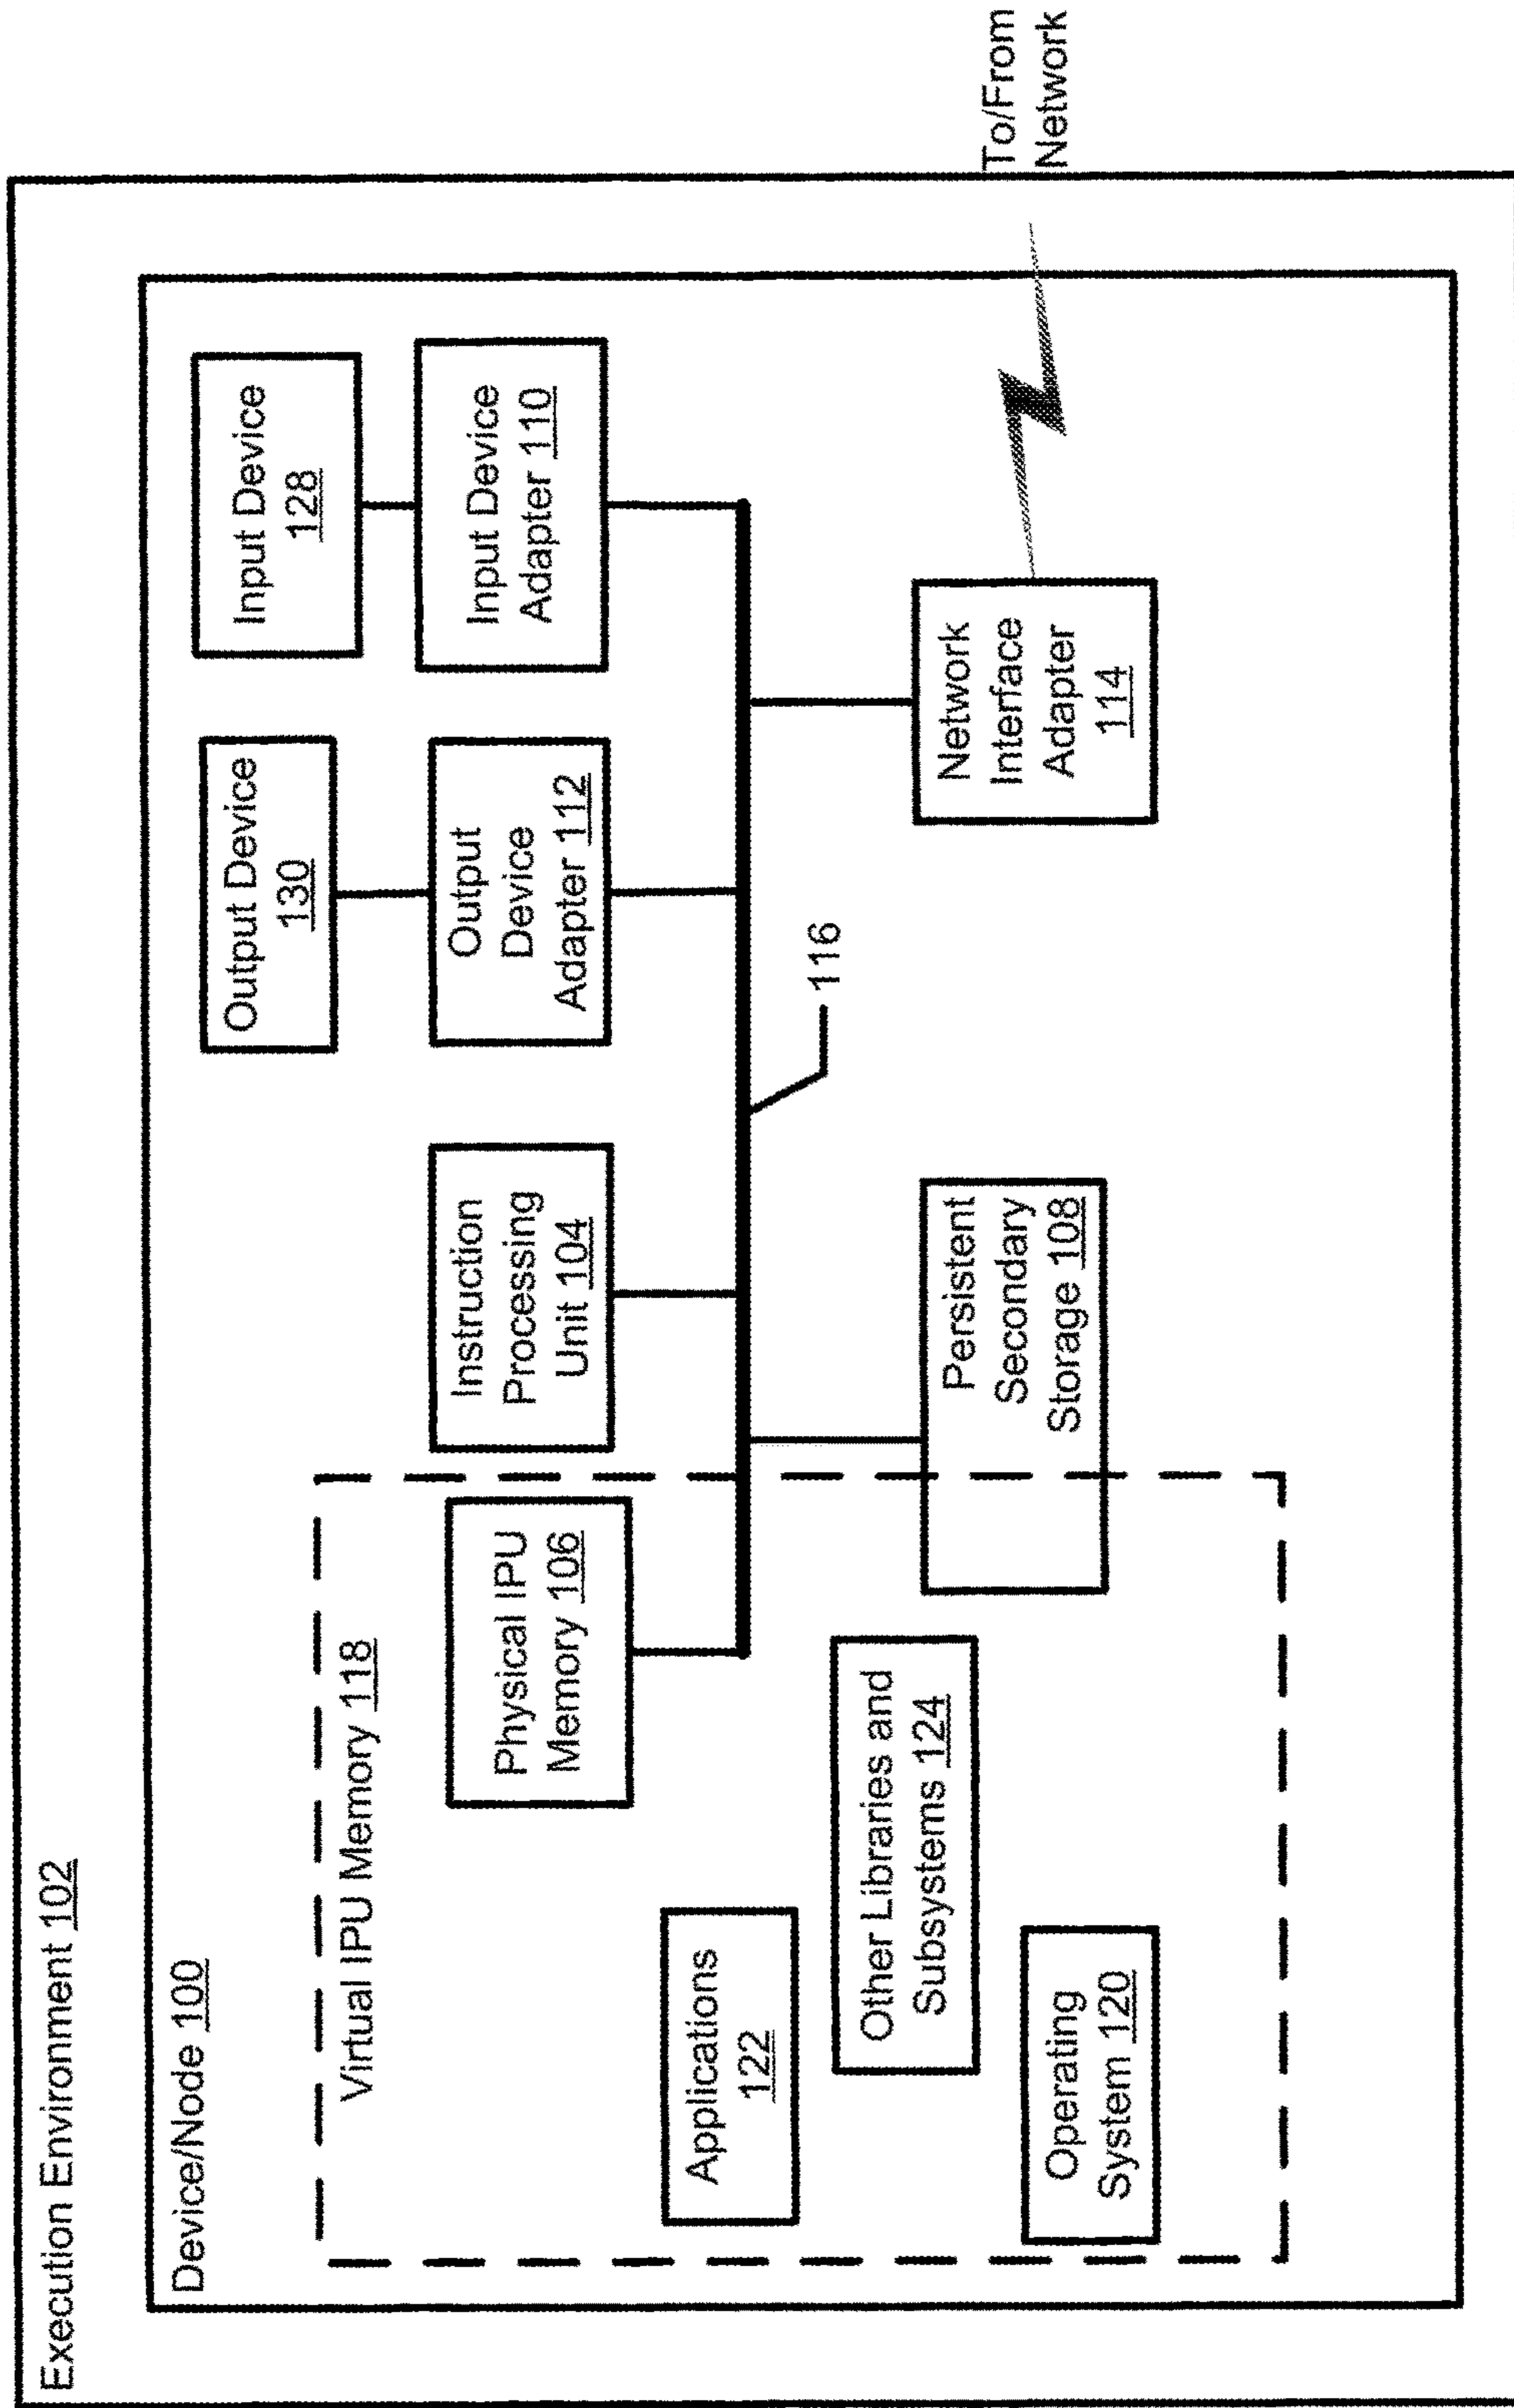 Execution Environment 102
Device/Node 100
Virtual IPU Memory 118
Physical IPU
Memory 106
Applications
122
Other Libraries and
Subsystems 124
Operating
System 120
Instruction
Processing
Unit 104
Persistent
Secondary
Storage 108
116
Output Device
130
Output
Device
Adapter 112
Input Device
128
Input Device
Adapter 110
Network
Interface
Adapter
114
To/From
Network